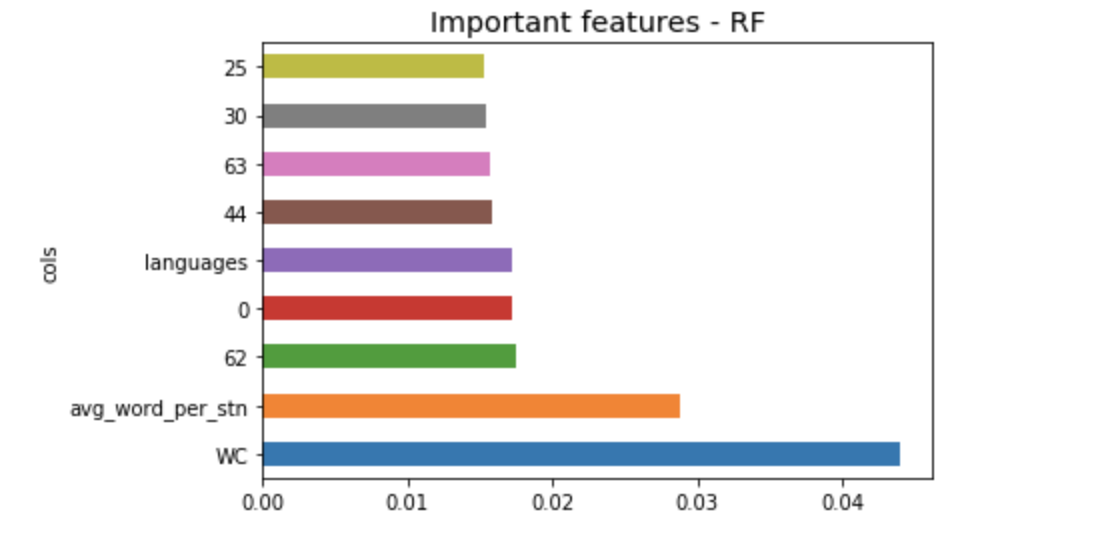 Important features - RF
25
30
63
44
languages
0
62
avg_word_per_stn
WC
cols
0.00 0.01 0.02 0.03 0.04